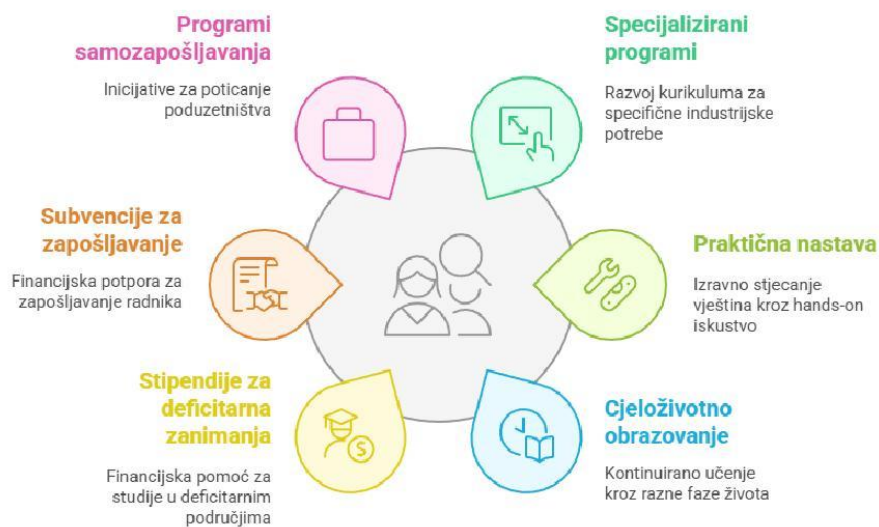 Programi
samozapošljavanja
Inicijative za poticanje
poduzetništva
Specijalizirani
programi
Razvoj kurikuluma za
specifične industrijske
potrebe
Subvencije za
zapošljavanje
Financijska potpora za
zapošljavanje radnika
Praktična nastava
Izravno stjecanje
vještina kroz hands-on
iskustvo
Stipendije za
deficitarna
zanimanja
Financijska pomoć za
studije u deficitarnim
područjima
Cjeloživotno
obrazovanje
Kontinuirano učenje
kroz razne faze života